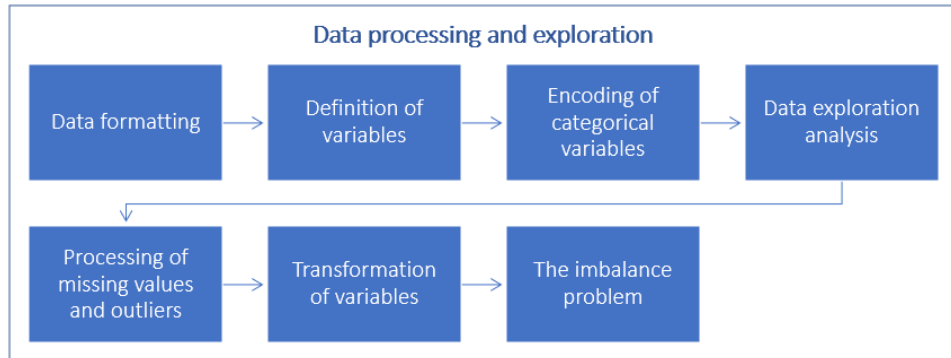 Data processing and exploration
Data formatting
Definition of
variables
Encoding of
categorical
variables
Data exploration
analysis
Processing of
missing values
and outliers
Transformation
of variables
The imbalance
problem